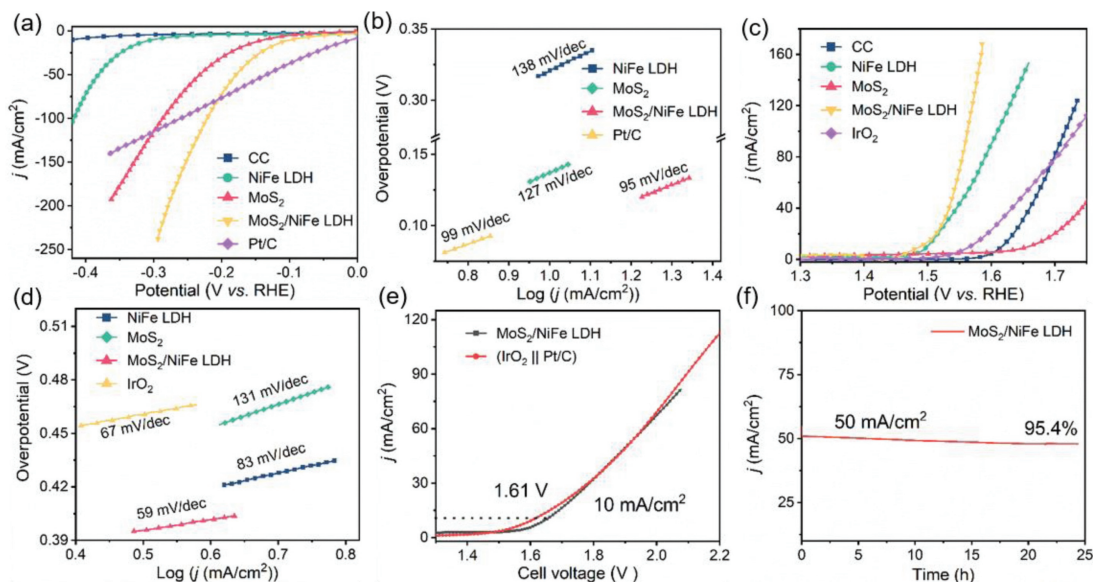 (a)
0
-50
-100
-150
-200
-250
j (mA/cm²)
-0.4
-0.3
-0.2
-0.1
0.0
Potential (V vs. RHE)
CC
NiFe LDH
MoS₂
MoS₂/NiFe LDH
Pt/C
(b)
0.40
0.35
0.15
0.10
Overpotential (V)
138 mV/dec
127 mV/dec
95 mV/dec
99 mV/dec
NiFe LDH
MoS₂
MoS₂/NiFe LDH
Pt/C
0.7 0.8 0.9 1.0 1.1 1.2 1.3 1.4
Log (j (mA/cm²))
(c)
160
120
80
40
0
j (mA/cm²)
CC
NiFe LDH
MoS₂
MoS₂/NiFe LDH
IrO₂
1.3 1.4 1.5 1.6 1.7
Potential (V vs. RHE)
(d)
0.51
0.48
0.45
0.42
0.39
Overpotential (V)
NiFe LDH
MoS₂
MoS₂/NiFe LDH
IrO₂
131 mV/dec
67 mV/dec
83 mV/dec
59 mV/dec
0.4 0.5 0.6 0.7 0.8
Log (j (mA/cm²))
(e)
120
90
60
30
0
j (mA/cm²)
MoS₂/NiFe LDH
(IrO₂ || Pt/C)
1.61 V
10 mA/cm²
1.4 1.6 1.8 2.0 2.2
Cell voltage (V )
(f)
100
75
50
25
j (mA/cm²)
MoS₂/NiFe LDH
50 mA/cm²
95.4%
0 5 10 15 20 25
Time (h)